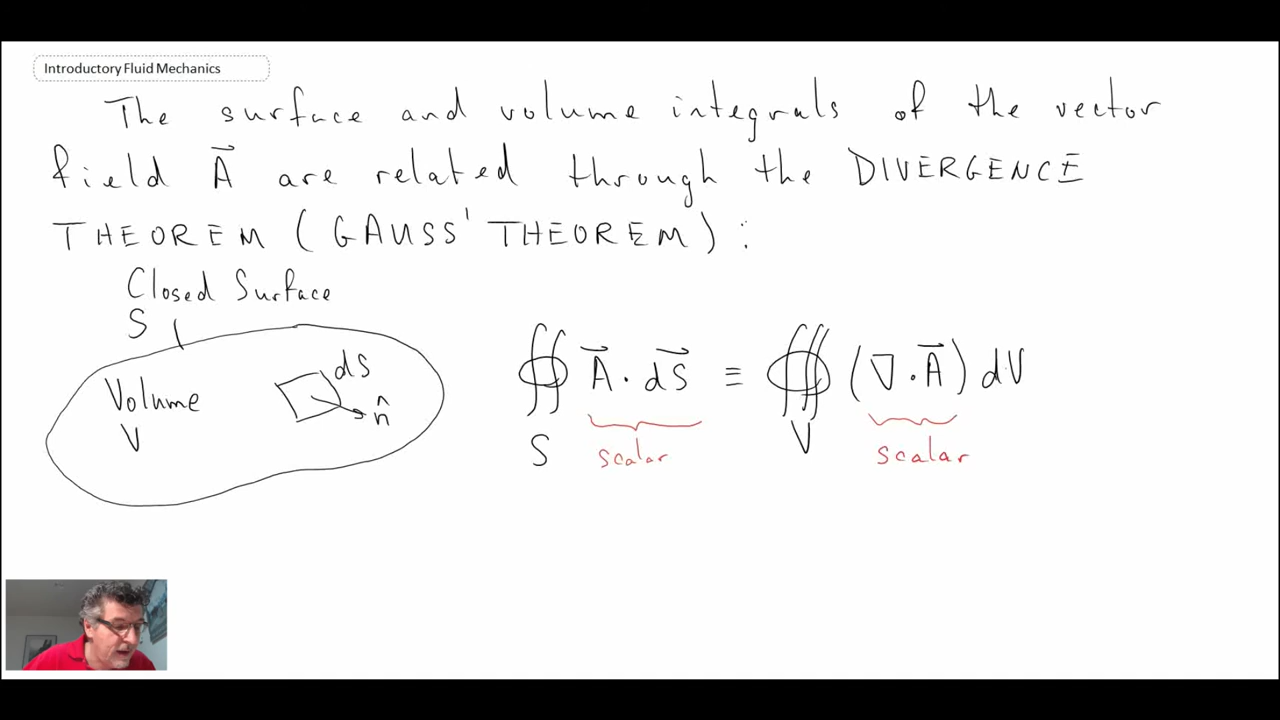 Introductory Fluid Mechanics
The surface and volume integrals of the vector
field A⃗ are related through the DIVERGENCE
THEOREM (GAUSS' THEOREM) :
Closed Surface
S
Volume
V
dS
n̂
∯ A⃗ · dS⃗ ≡ ∰ (∇ · A⃗) dV
S V
scalar scalar